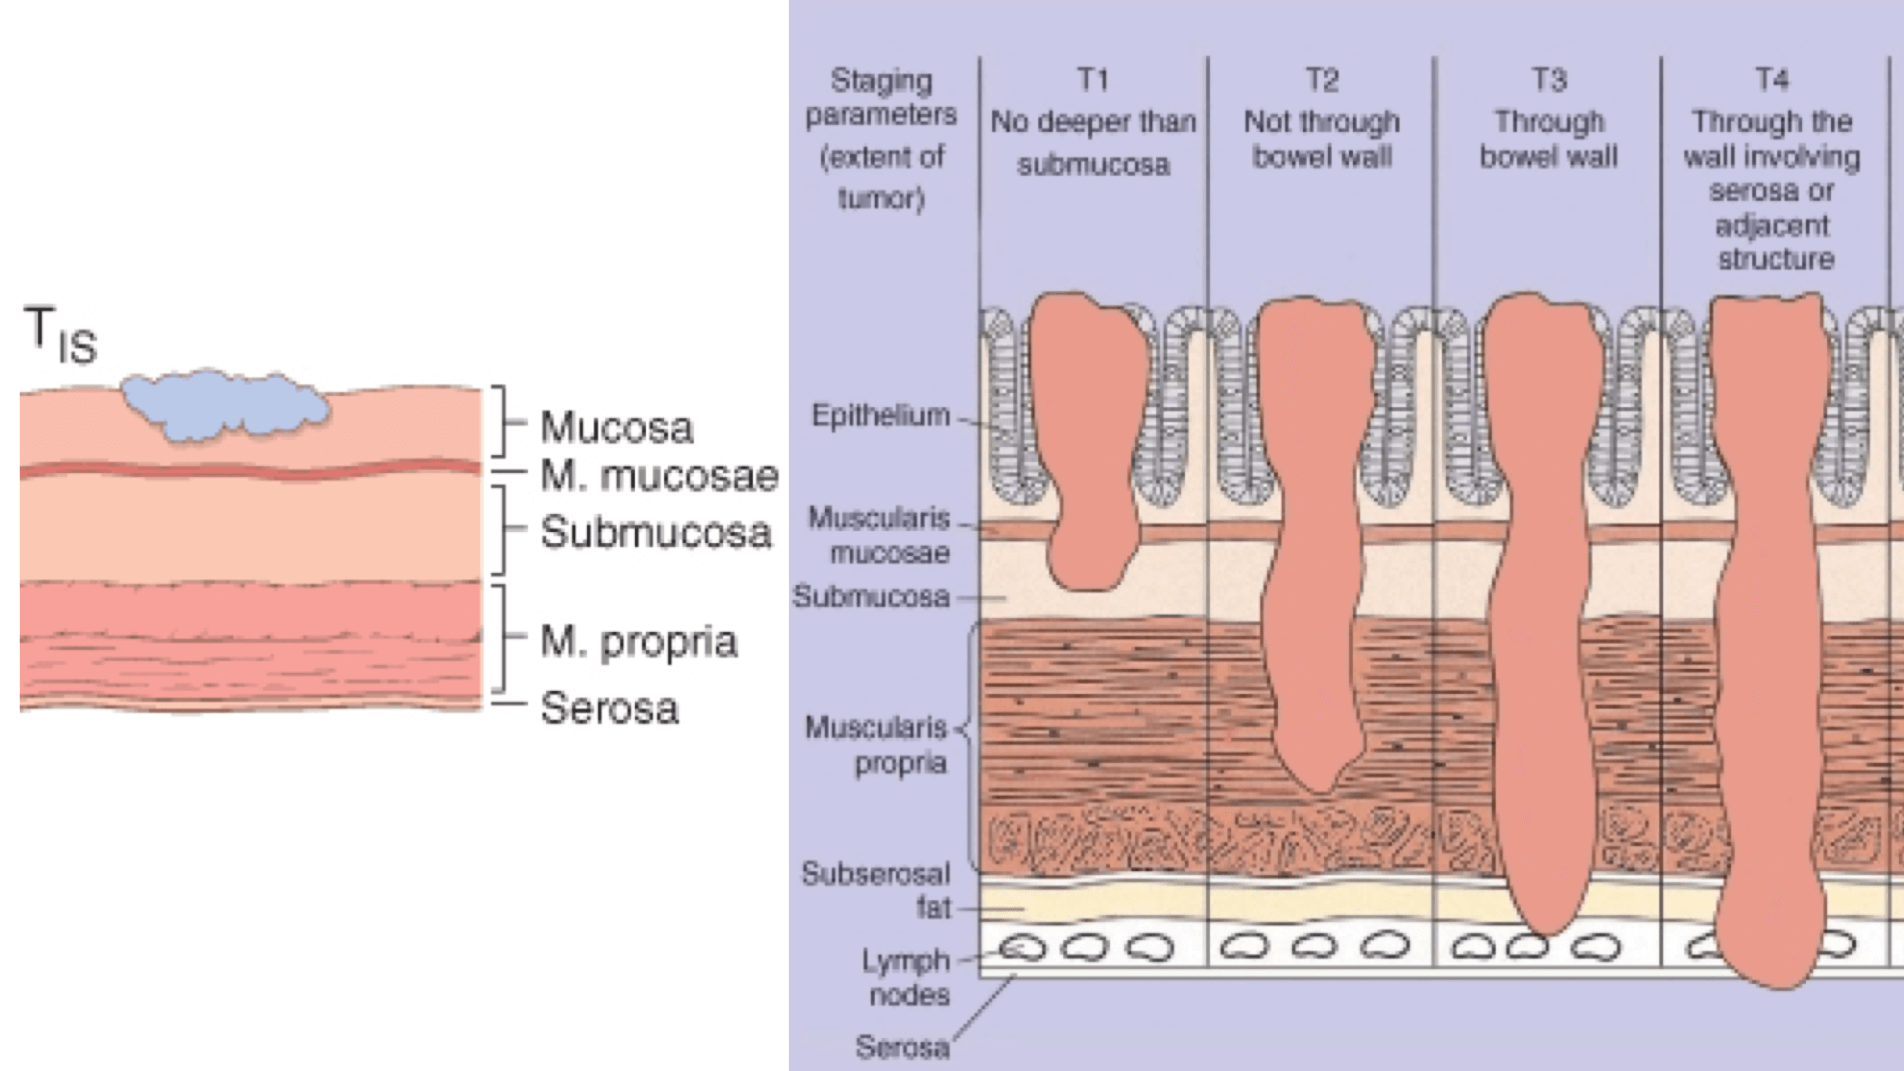 T IS
Mucosa
M. mucosae
Submucosa
M. propria
Serosa
Staging
parameters
(extent of
tumor)
T1
No deeper than
submucosa
T2
Not through
bowel wall
T3
Through
bowel wall
T4
Through the
wall involving
serosa or
adjacent
structure
Epithelium
Muscularis
mucosae
Submucosa
Muscularis
propria
Subserosal
fat
Lymph
nodes
Serosa